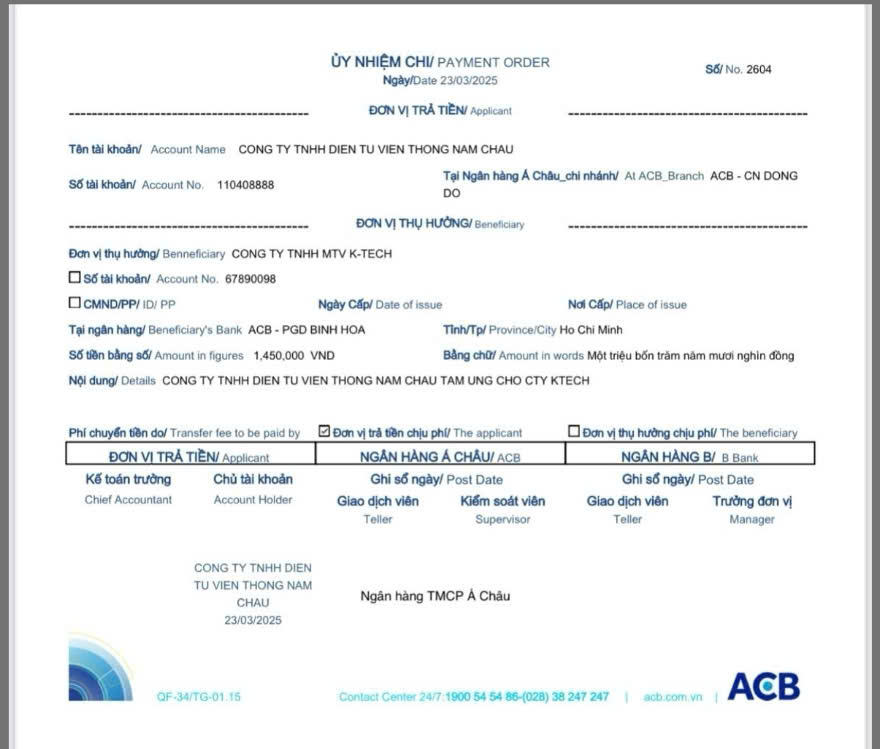 ỦY NHIỆM CHI/ PAYMENT ORDER
Số/ No. 2604
Ngày/Date 23/03/2025
ĐƠN VỊ TRẢ TIỀN/ Applicant
Tên tài khoản/ Account Name CONG TY TNHH DIEN TU VIEN THONG NAM CHAU
Số tài khoản/ Account No. 110408888
Tại Ngân hàng Á Châu_chi nhánh/ At ACB_Branch ACB - CN DONG
DO
ĐƠN VỊ THỤ HƯỞNG/ Beneficiary
Đơn vị thụ hưởng/ Benneficiary CONG TY TNHH MTV K-TECH
Số tài khoản/ Account No. 67890098
CMND/PP/ ID/ PP Ngày Cấp/ Date of issue Nơi Cấp/ Place of issue
Tại ngân hàng/ Beneficiary's Bank ACB - PGD BINH HOA Tỉnh/Tp/ Province/City Ho Chi Minh
Số tiền bằng số/ Amount in figures 1,450,000 VND Bằng chữ/ Amount in words Một triệu bốn trăm năm mươi nghìn đồng
Nội dung/ Details CONG TY TNHH DIEN TU VIEN THONG NAM CHAU TAM UNG CHO CTY KTECH
Phí chuyển tiền do/ Transfer fee to be paid by Đơn vị trả tiền chịu phí/ The applicant Đơn vị thụ hưởng chịu phí/ The beneficiary
ĐƠN VỊ TRẢ TIỀN/ Applicant NGÂN HÀNG Á CHÂU/ ACB NGÂN HÀNG B/ B Bank
Kế toán trưởng Chủ tài khoản Ghi sổ ngày/ Post Date Ghi sổ ngày/ Post Date
Chief Accountant Account Holder Giao dịch viên Kiểm soát viên Giao dịch viên Trưởng đơn vị
Teller Supervisor Teller Manager
CONG TY TNHH DIEN
TU VIEN THONG NAM
CHAU
23/03/2025
Ngân hàng TMCP Á Châu
QF-34/TG-01.15 Contact Center 24/7:1900 54 54 86-(028) 38 247 247 | acb.com.vn | ACB